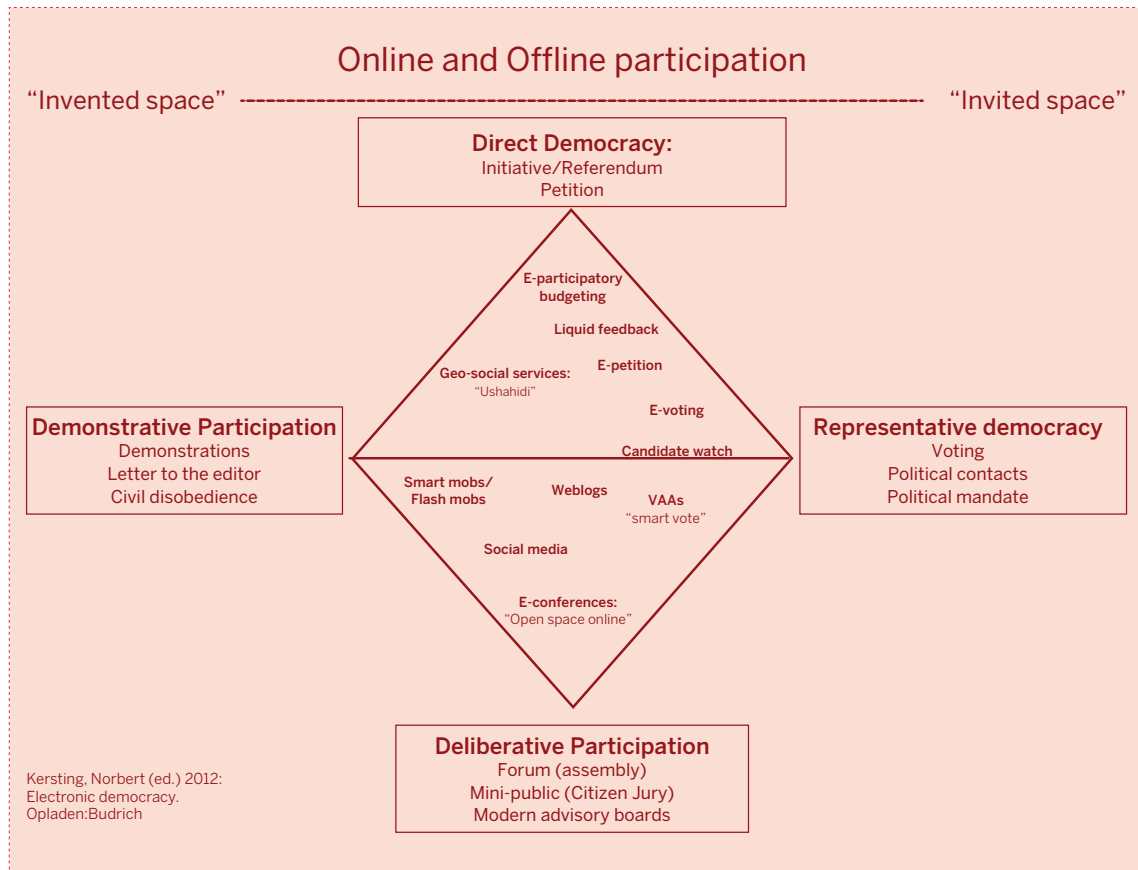 Online and Offline participation
“Invented space”
“Invited space”
Direct Democracy:
Initiative/Referendum
Petition
E-participatory
budgeting
Liquid feedback
E-petition
Geo-social services:
“Ushahidi”
E-voting
Candidate watch
Demonstrative Participation
Demonstrations
Letter to the editor
Civil disobedience
Representative democracy
Voting
Political contacts
Political mandate
Smart mobs/
Flash mobs
Weblogs
VAAs
“smart vote”
Social media
E-conferences:
“Open space online”
Deliberative Participation
Forum (assembly)
Mini-public (Citizen Jury)
Modern advisory boards
Kersting, Norbert (ed.) 2012:
Electronic democracy.
Opladen:Budrich